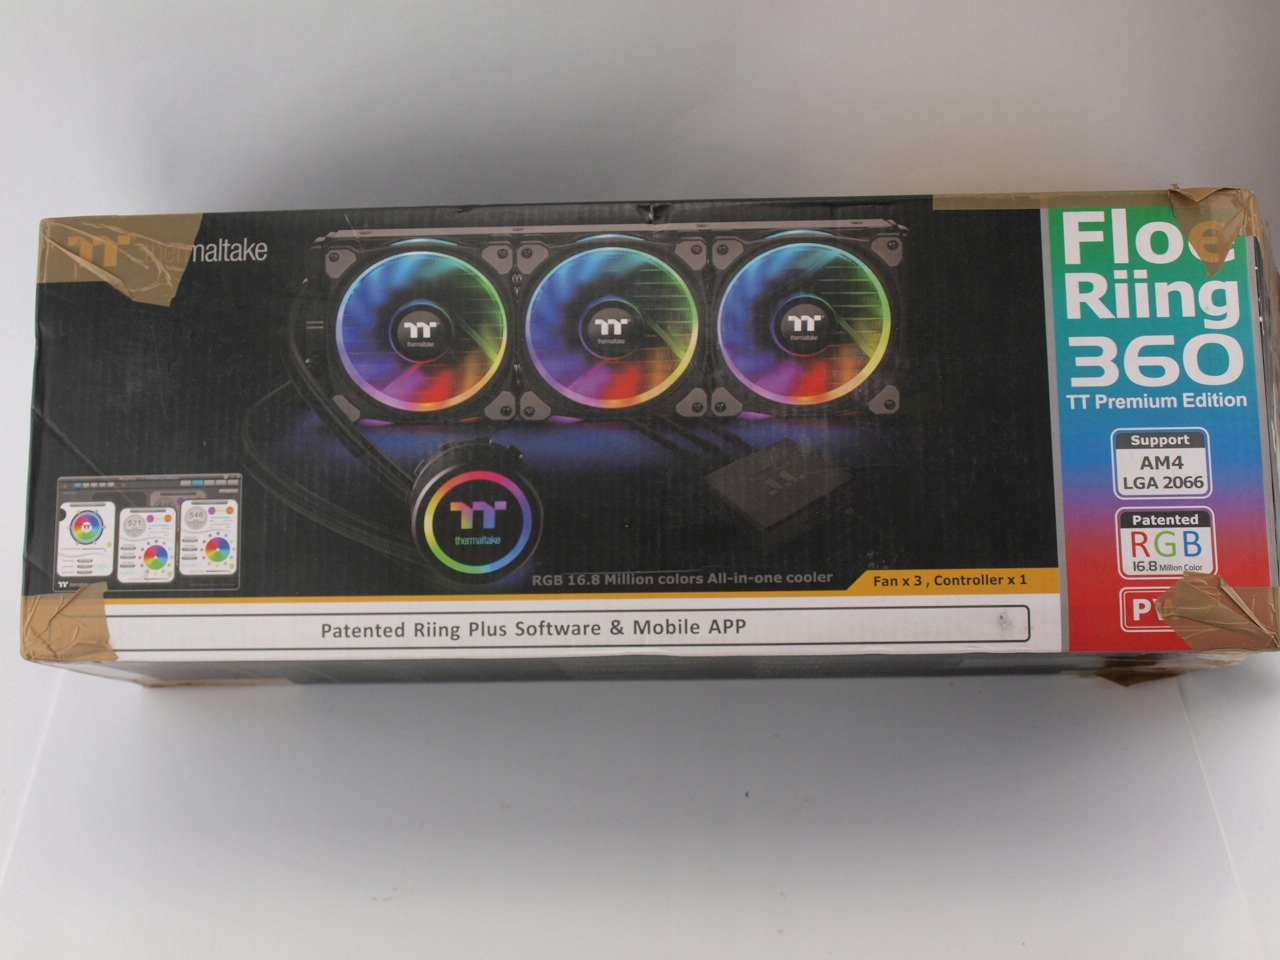 thermaltake
Floe
Riing
360
TT Premium Edition
Support
AM4
LGA 2066
Patented
RGB
16.8 Million Color
thermaltake
thermaltake
thermaltake
thermaltake
521
546
RGB 16.8 Million colors All-in-one cooler
Fan x 3 , Controller x 1
Patented Riing Plus Software & Mobile APP